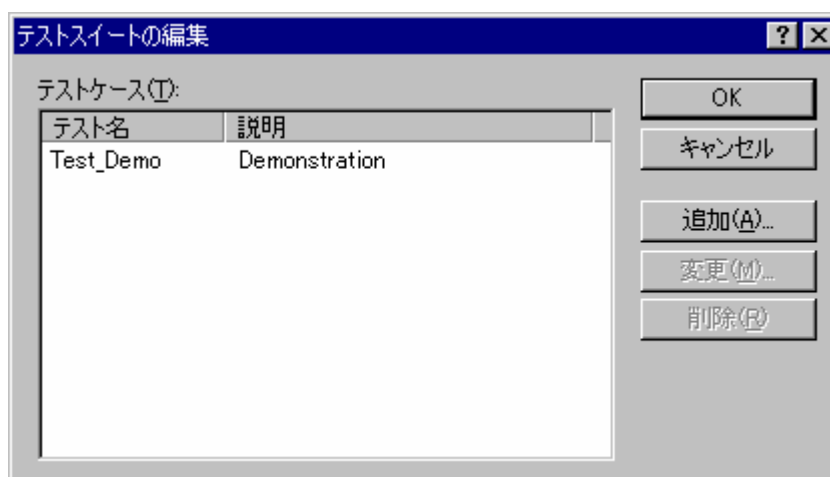 テストスイートの編集
テストケース(T):
テスト名 説明
Test_Demo Demonstration
OK
キャンセル
追加(A)...
変更(M)...
削除(R)